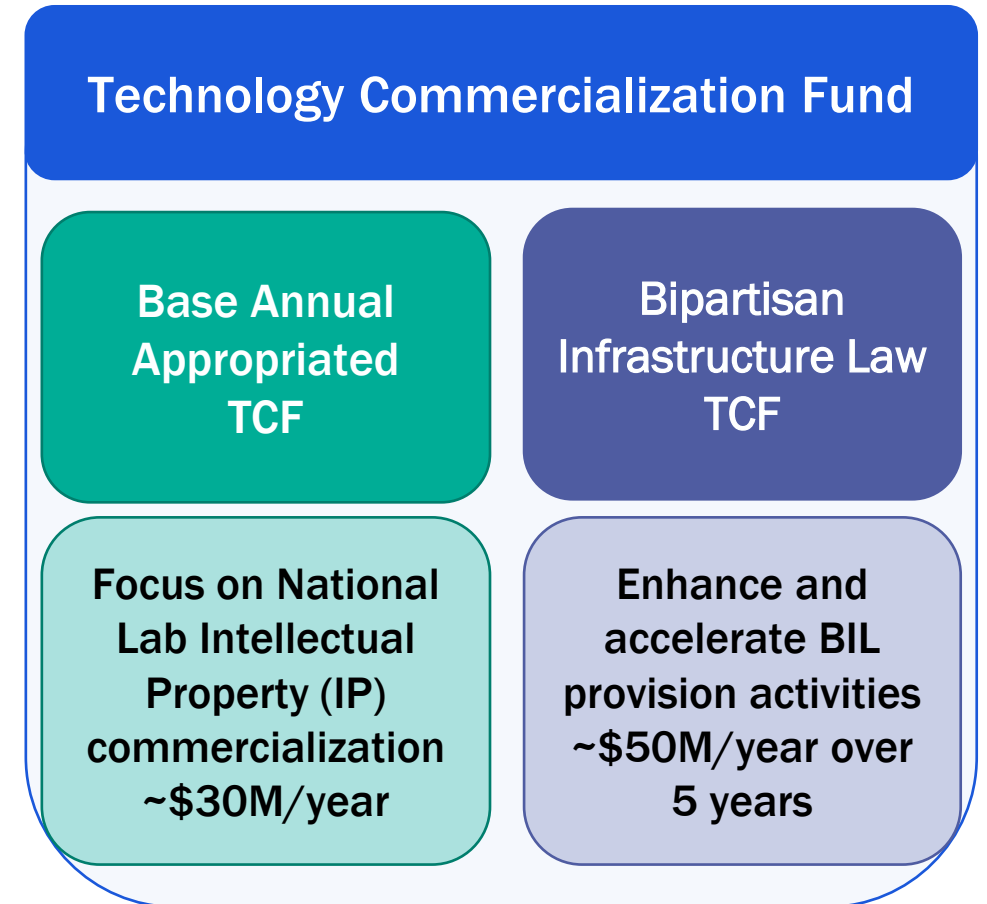 Technology Commercialization Fund
Base Annual
Appropriated
TCF
Bipartisan
Infrastructure Law
TCF
Focus on National
Lab Intellectual
Property (IP)
commercialization
~$30M/year
Enhance and
accelerate BIL
provision activities
~$50M/year over
5 years